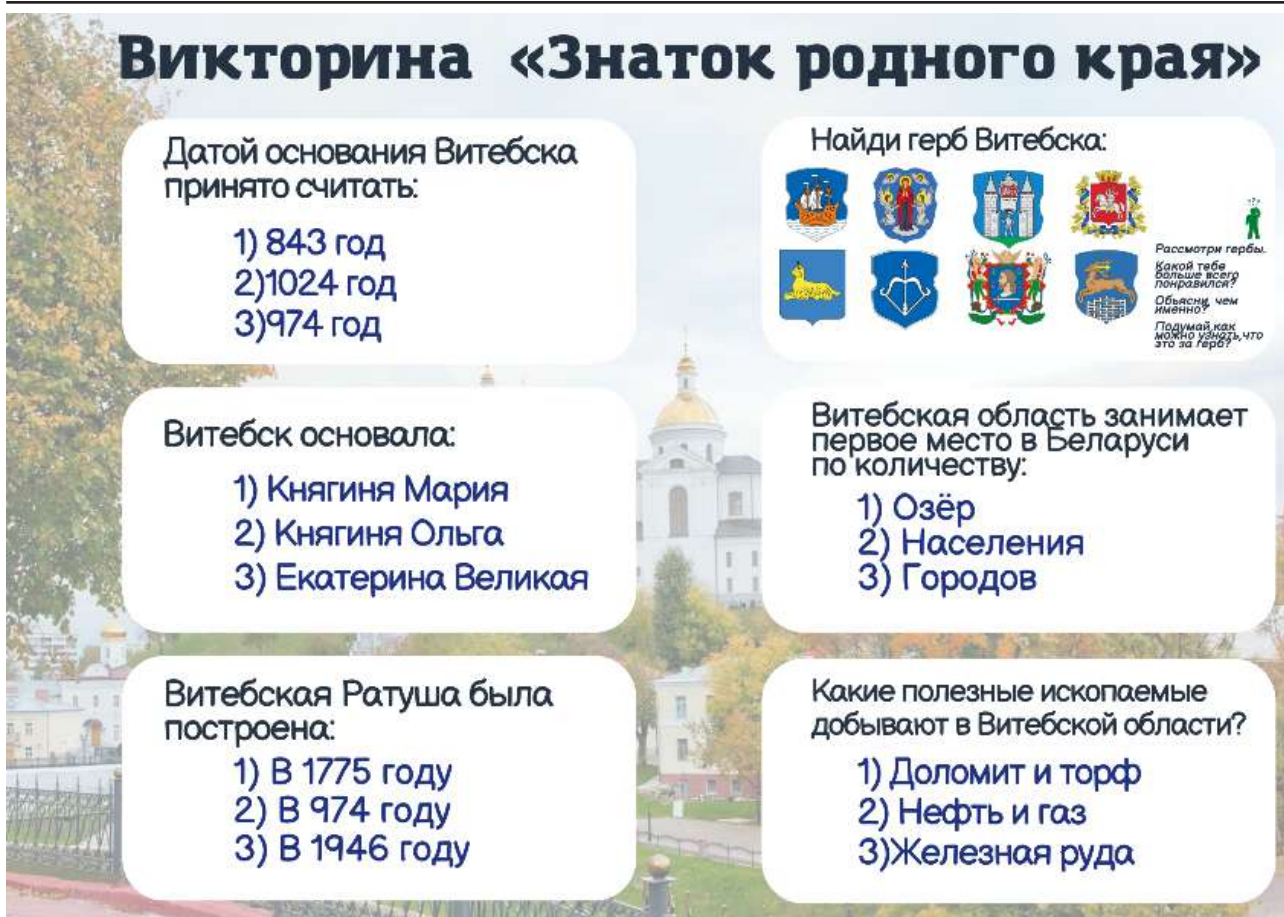 Викторина «Знаток родного края»
Датой основания Витебска
принято считать:
1) 843 год
2)1024 год
3)974 год
Найди герб Витебска:
Рассмотри гербы.
Какой тебе
больше всего
понравился?
Объясни, чем
именно?
Подумай,как
можно узнать,что
это за герб?
Витебск основала:
1) Княгиня Мария
2) Княгиня Ольга
3) Екатерина Великая
Витебская область занимает
первое место в Беларуси
по количеству:
1) Озёр
2) Населения
3) Городов
Витебская Ратуша была
построена:
1) В 1775 году
2) В 974 году
3) В 1946 году
Какие полезные ископаемые
добывают в Витебской области?
1) Доломит и торф
2) Нефть и газ
3)Железная руда